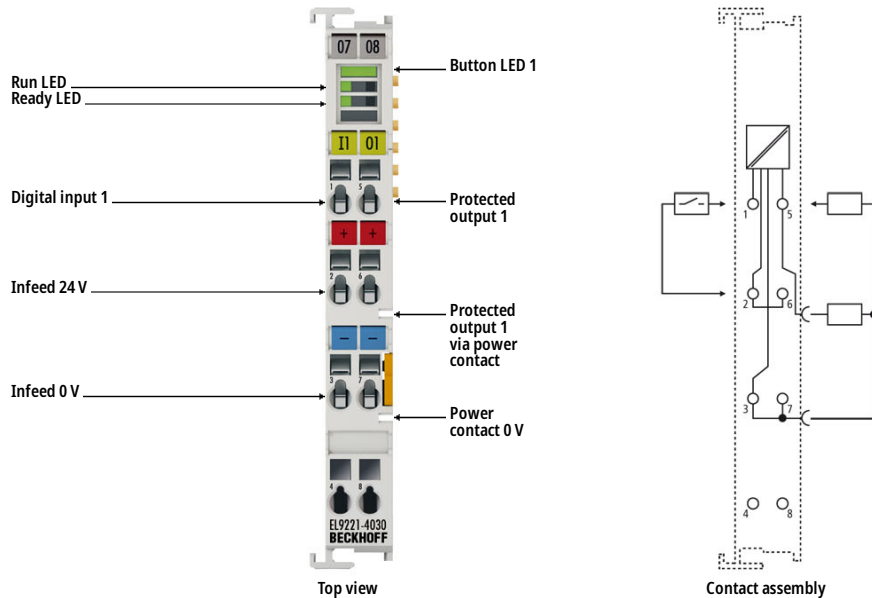 07 08
Button LED 1
Run LED
Ready LED
I1 O1
1 5
Digital input 1
Protected
output 1
+ +
2 6
Infeed 24 V
Protected
output 1
via power
contact
− −
3 7
Infeed 0 V
Power
contact 0 V
4 8
EL9221-4030
BECKHOFF
Top view
1 5
2 6
3 7
4 8
Contact assembly